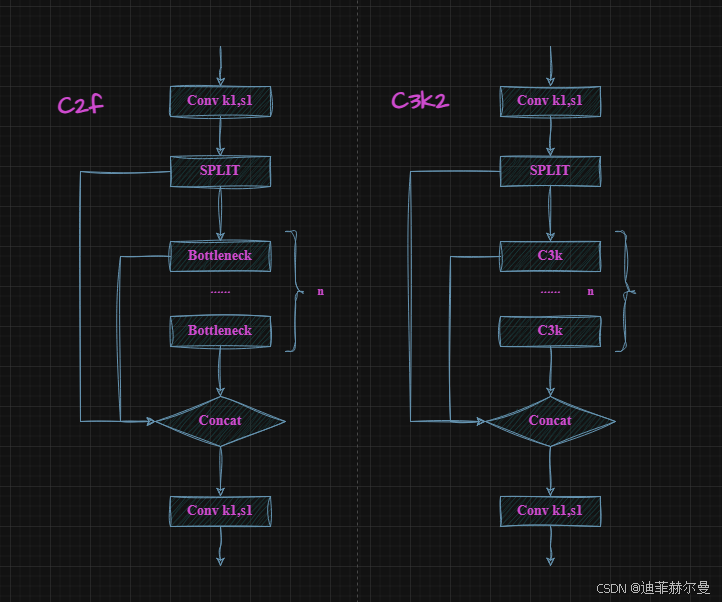 C2f
Conv k1,s1
SPLIT
Bottleneck
......
n
Bottleneck
Concat
Conv k1,s1
C3k2
Conv k1,s1
SPLIT
C3k
......
n
C3k
Concat
Conv k1,s1
CSDN @迪菲赫尔曼